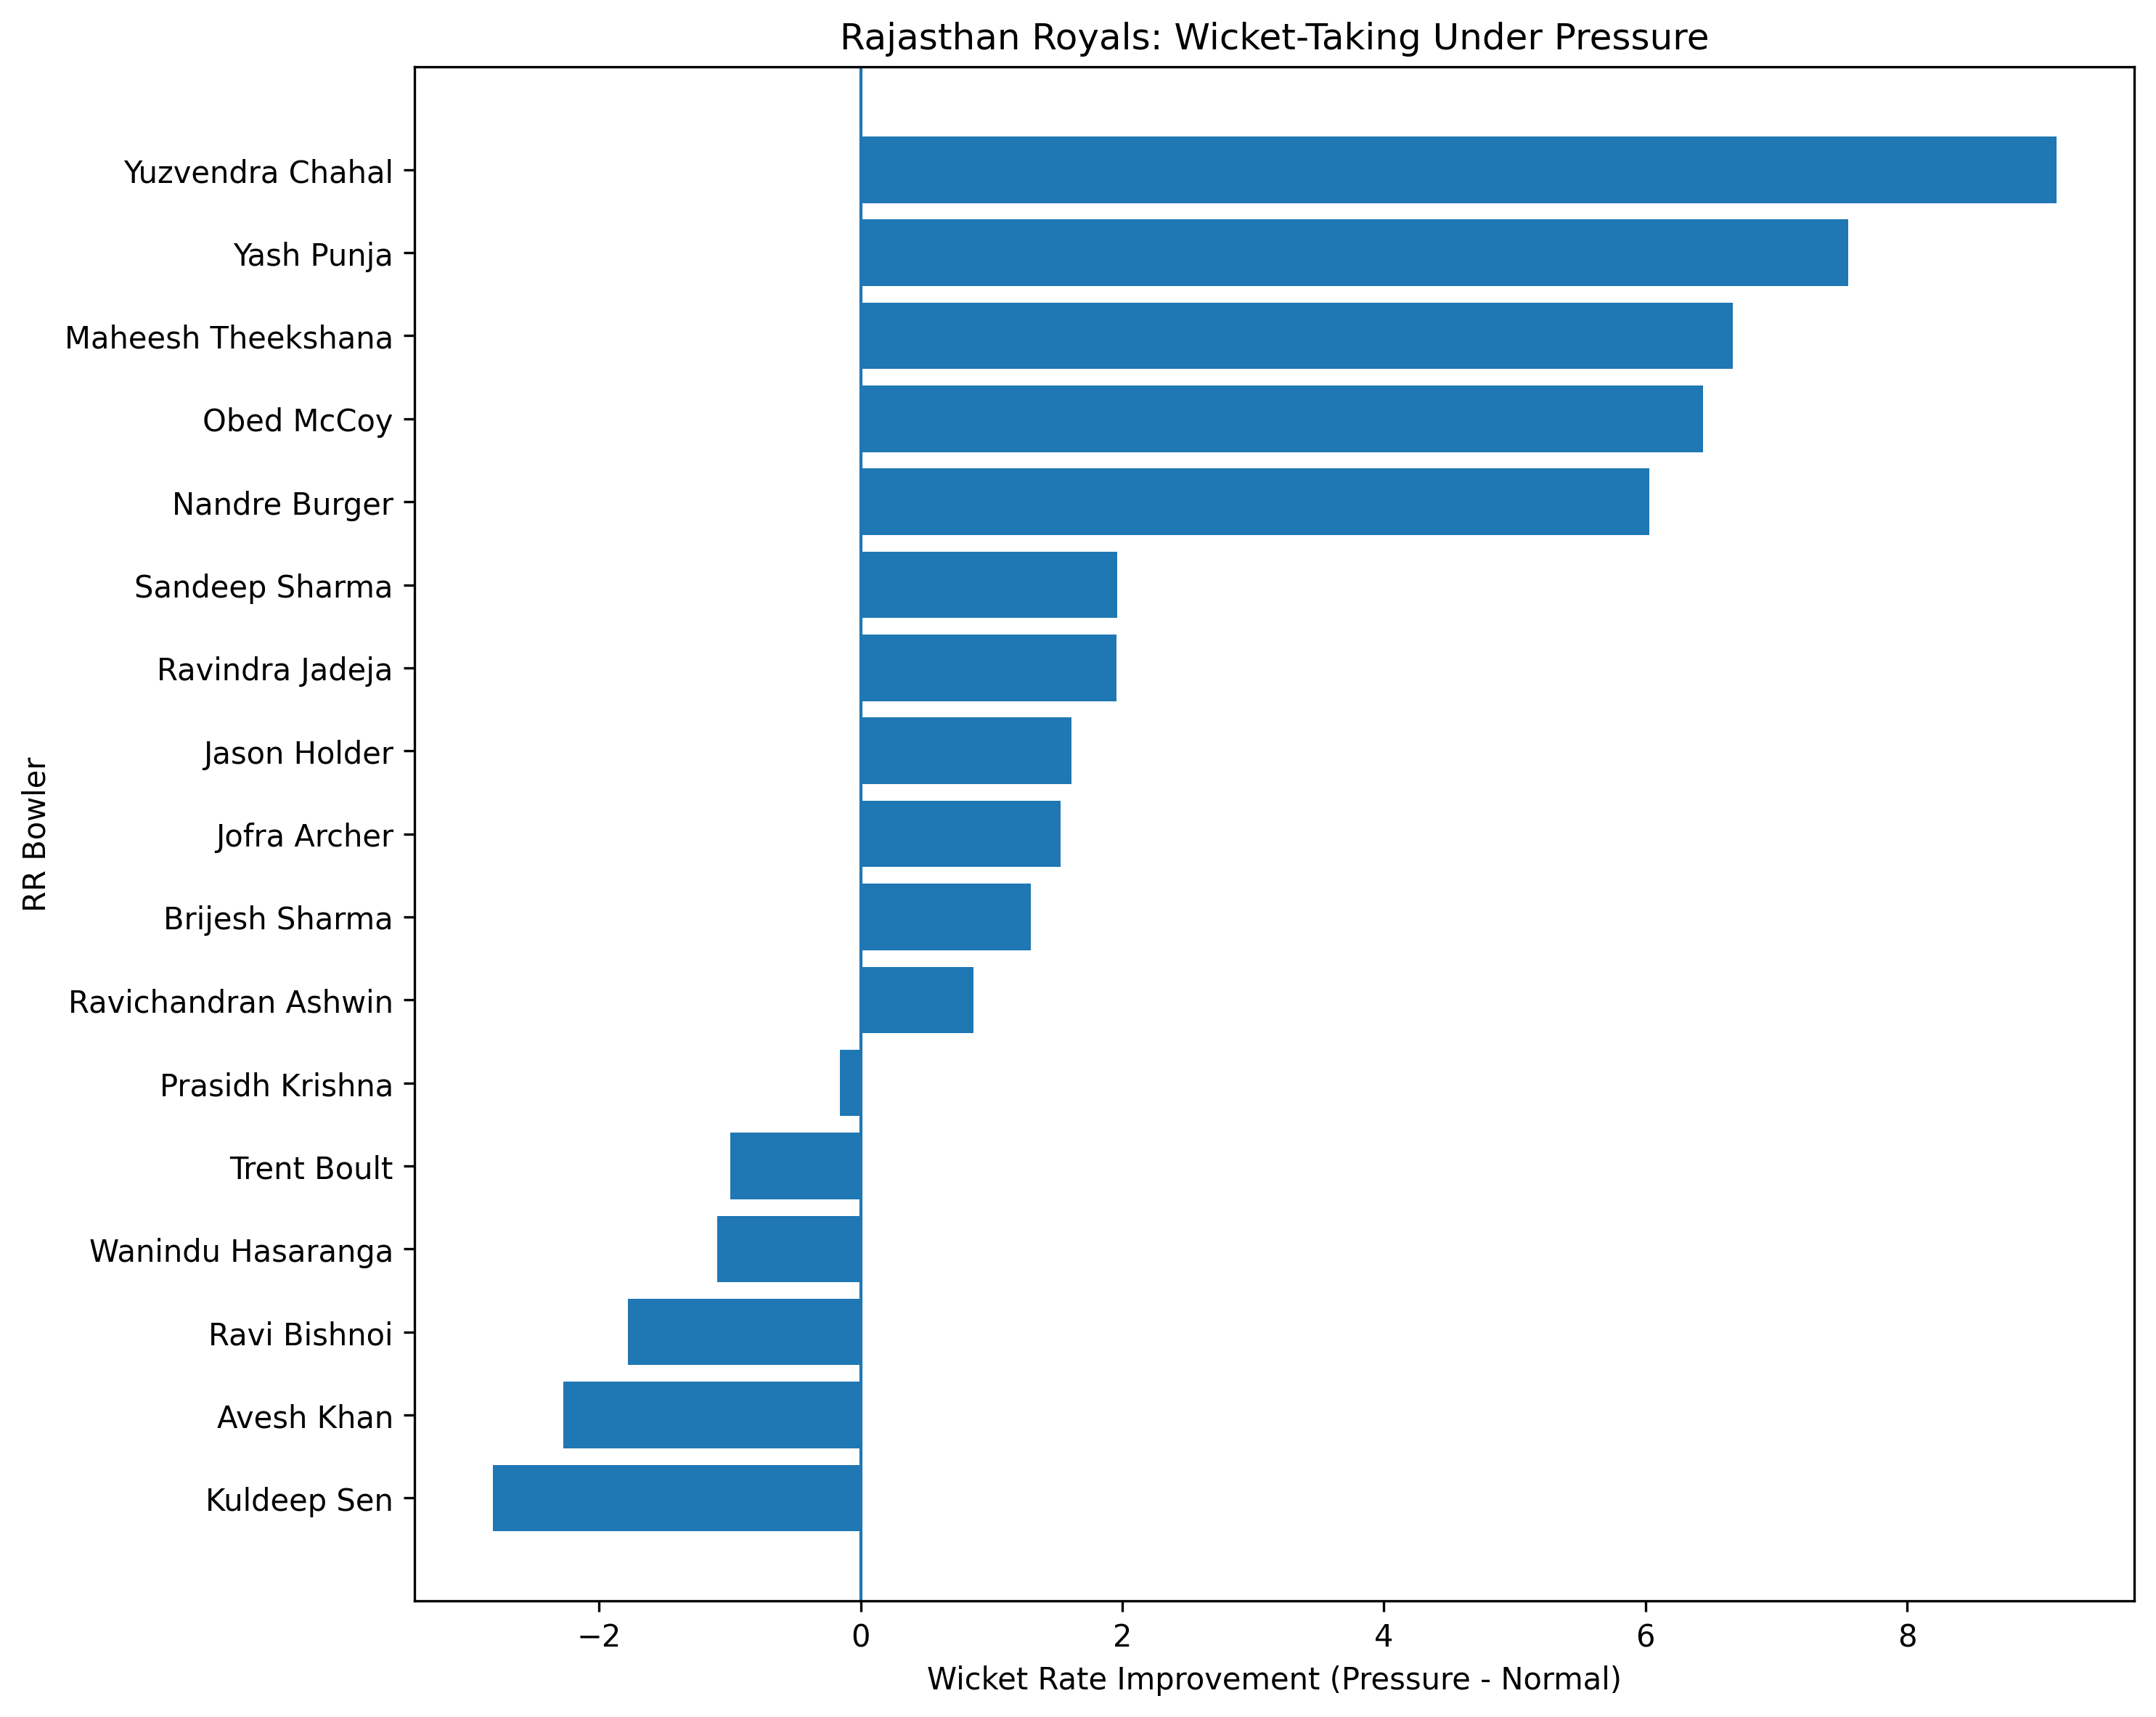 Rajasthan Royals: Wicket-Taking Under Pressure
RR Bowler
Yuzvendra Chahal
Yash Punja
Maheesh Theekshana
Obed McCoy
Nandre Burger
Sandeep Sharma
Ravindra Jadeja
Jason Holder
Jofra Archer
Brijesh Sharma
Ravichandran Ashwin
Prasidh Krishna
Trent Boult
Wanindu Hasaranga
Ravi Bishnoi
Avesh Khan
Kuldeep Sen
−2 0 2 4 6 8
Wicket Rate Improvement (Pressure - Normal)